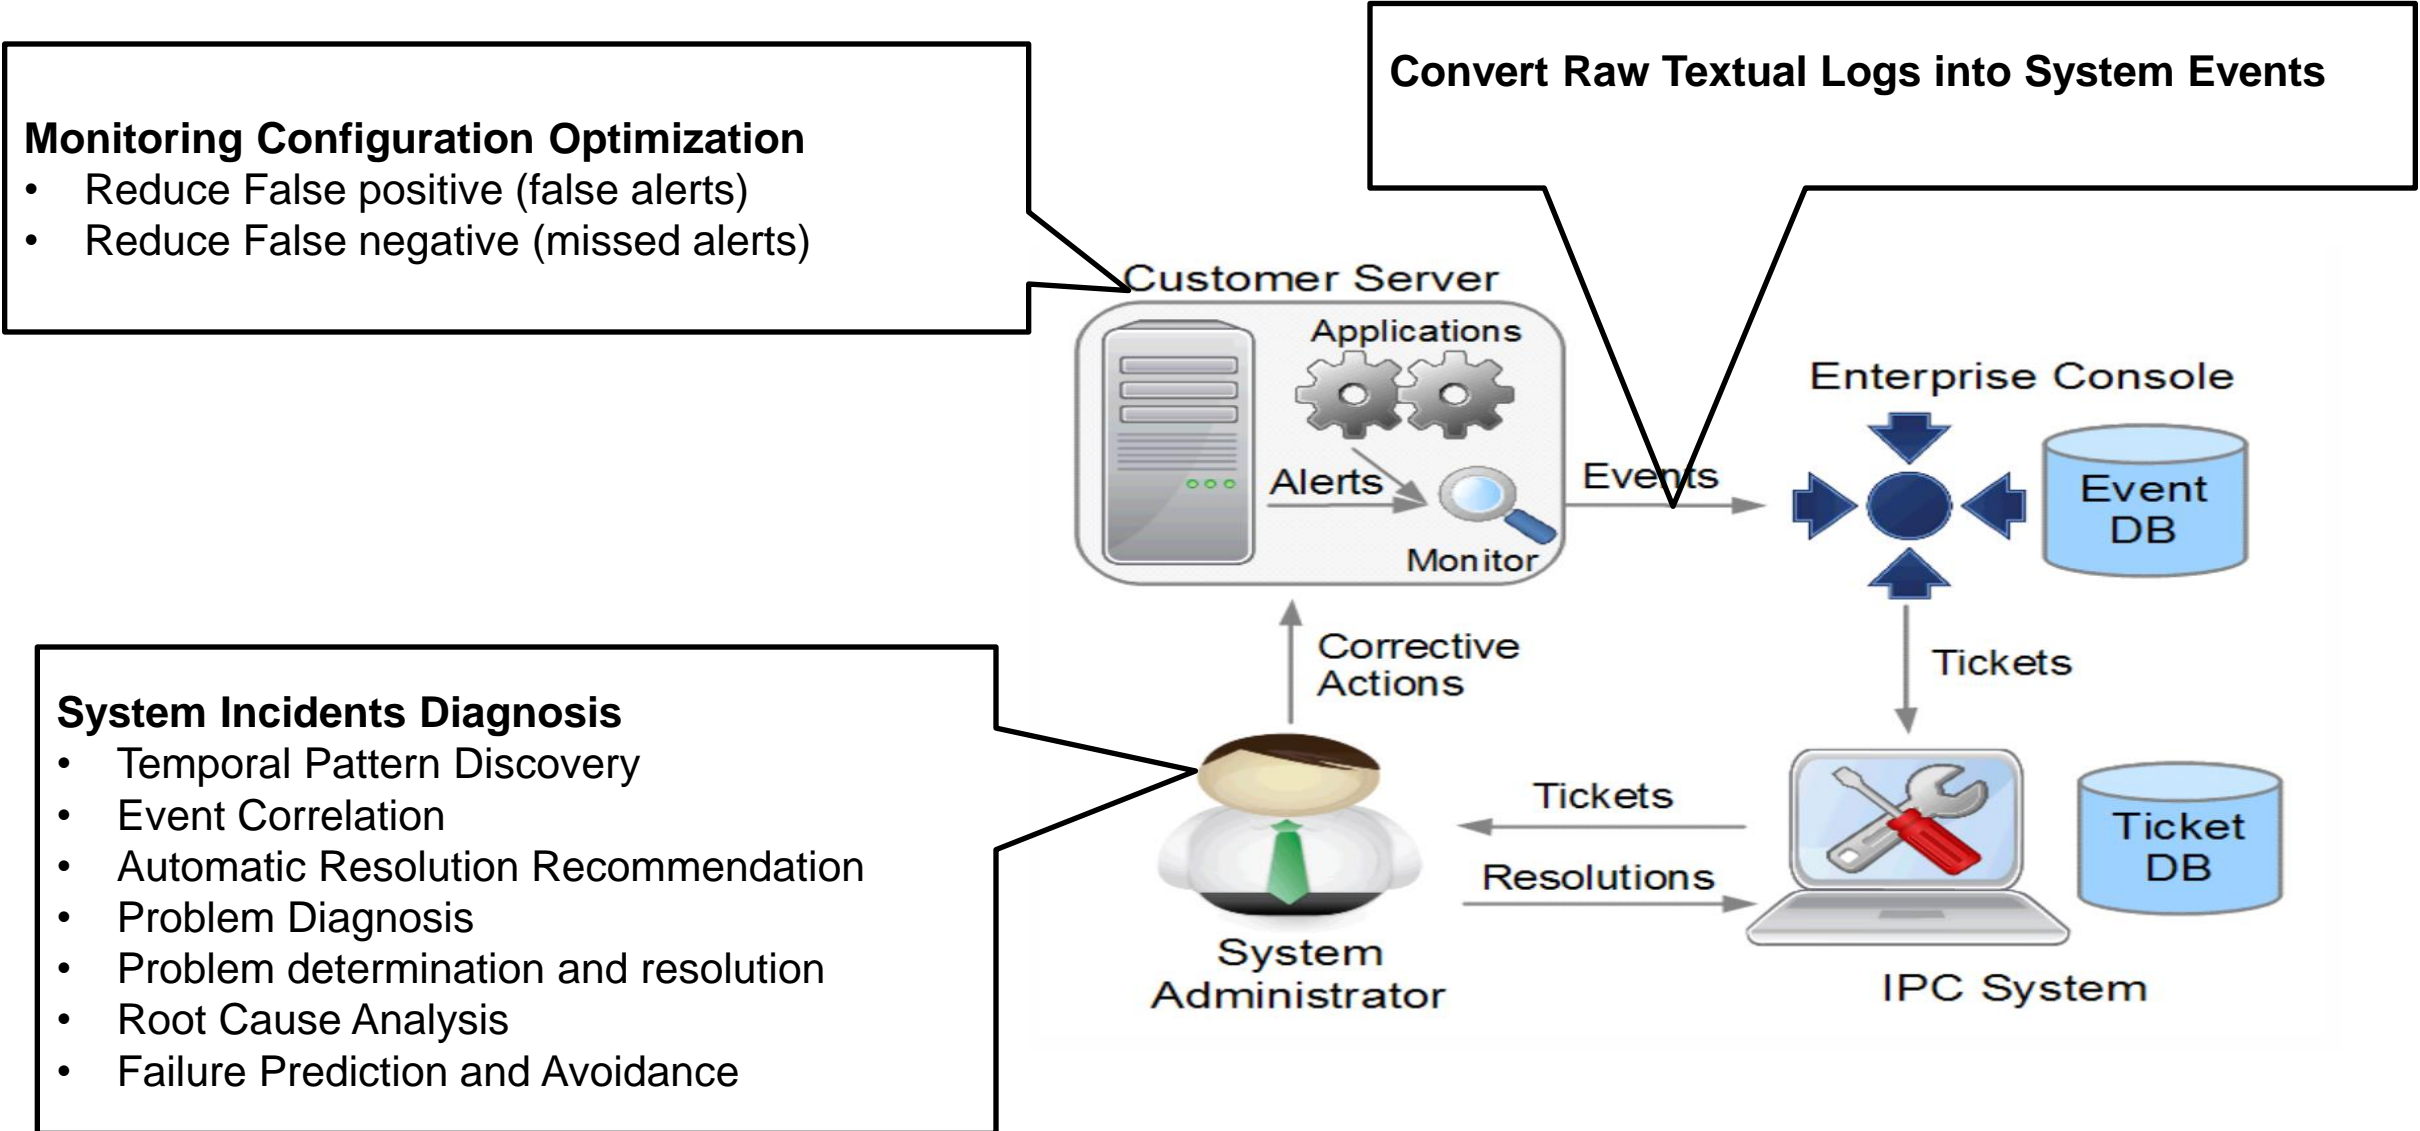 Convert Raw Textual Logs into System Events
Monitoring Configuration Optimization
• Reduce False positive (false alerts)
• Reduce False negative (missed alerts)
Customer Server
Applications
Alerts
Monitor
Events
Enterprise Console
Event
DB
Corrective
Actions
Tickets
System Incidents Diagnosis
• Temporal Pattern Discovery
• Event Correlation
• Automatic Resolution Recommendation
• Problem Diagnosis
• Problem determination and resolution
• Root Cause Analysis
• Failure Prediction and Avoidance
Tickets
Resolutions
Ticket
DB
System
Administrator
IPC System